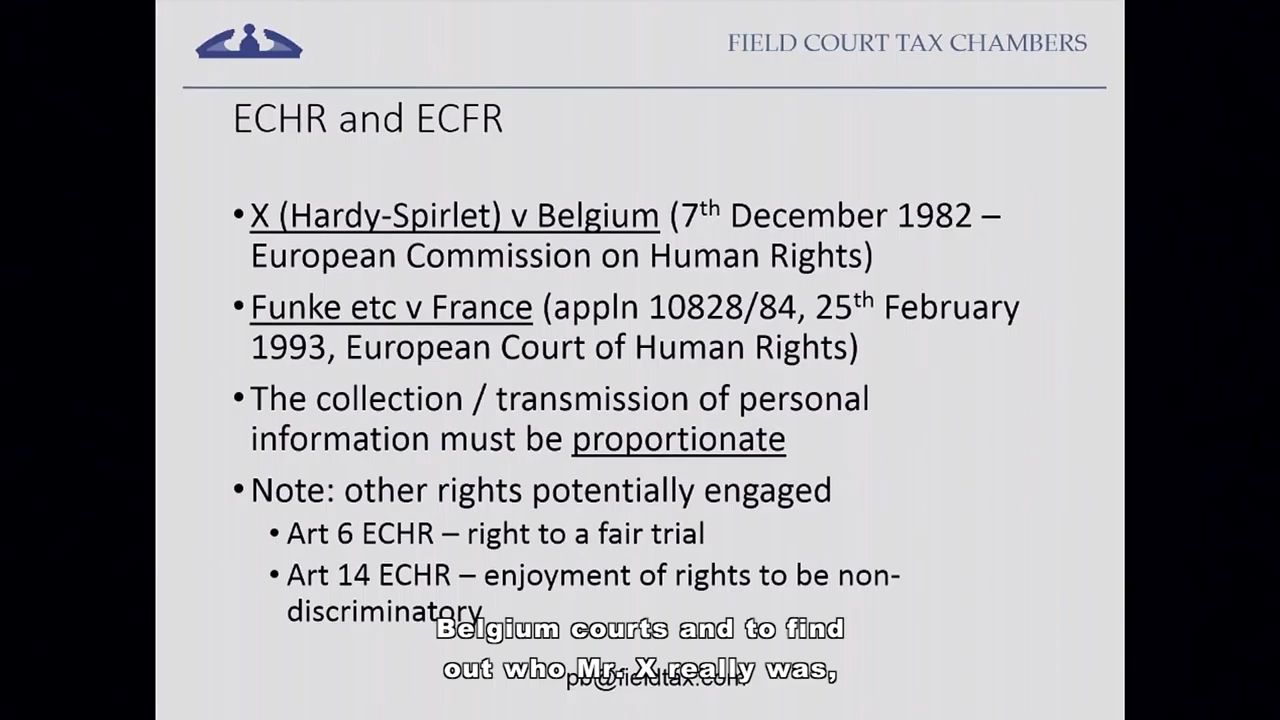 FIELD COURT TAX CHAMBERS
ECHR and ECFR
• X (Hardy-Spirlet) v Belgium (7th December 1982 –
European Commission on Human Rights)
• Funke etc v France (appln 10828/84, 25th February
1993, European Court of Human Rights)
• The collection / transmission of personal
information must be proportionate
• Note: other rights potentially engaged
• Art 6 ECHR – right to a fair trial
• Art 14 ECHR – enjoyment of rights to be non-
discriminatory
Belgium courts and to find
out who Mr. X really was,
pb@fieldtax.com